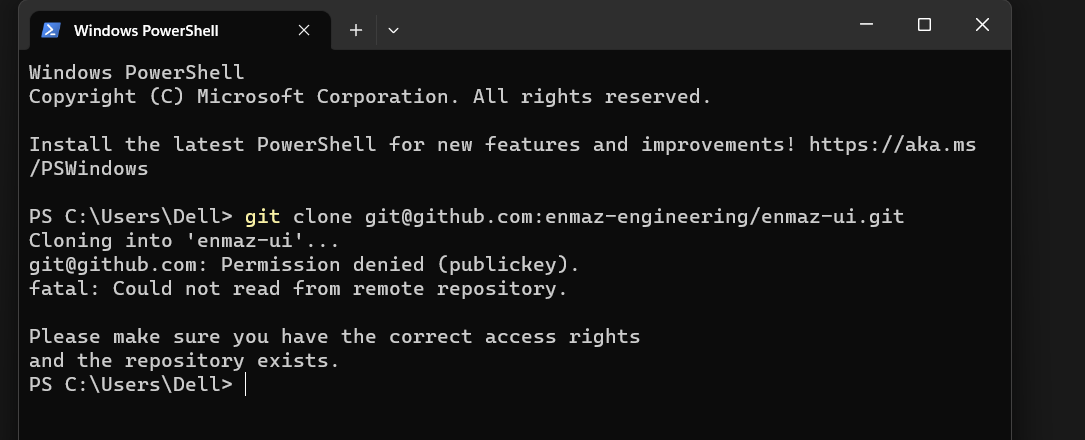 Windows PowerShell
Windows PowerShell
Copyright (C) Microsoft Corporation. All rights reserved.
Install the latest PowerShell for new features and improvements! https://aka.ms
/PSWindows
PS C:\Users\Dell> git clone git@github.com:enmaz-engineering/enmaz-ui.git
Cloning into 'enmaz-ui'...
git@github.com: Permission denied (publickey).
fatal: Could not read from remote repository.
Please make sure you have the correct access rights
and the repository exists.
PS C:\Users\Dell>